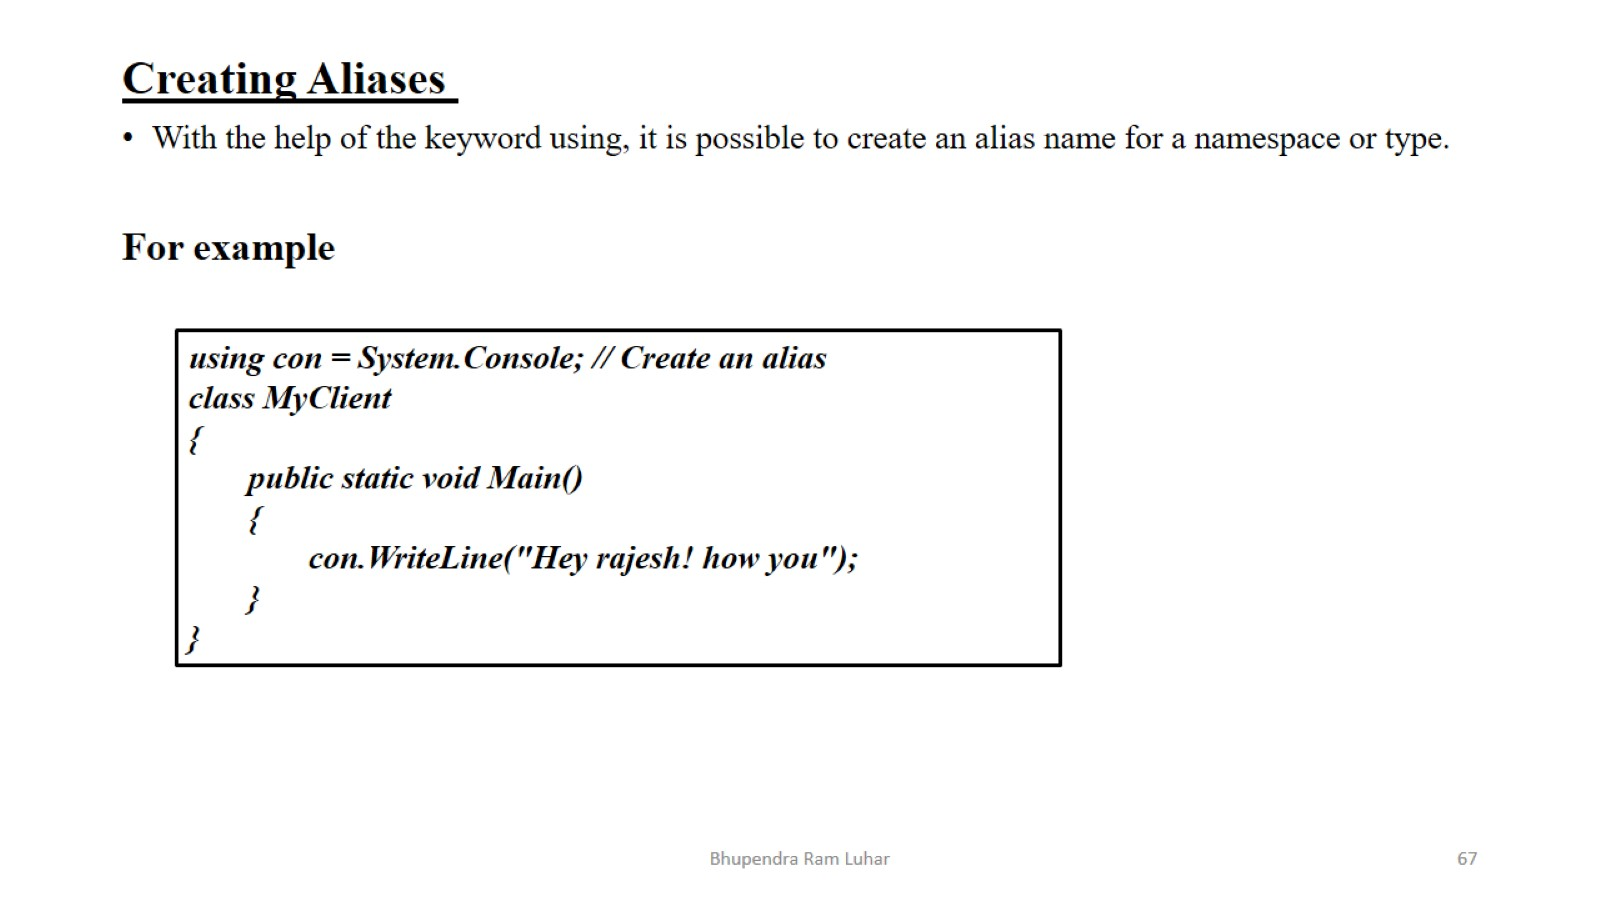 Creating Aliases
• With the help of the keyword using, it is possible to create an alias name for a namespace or type.
For example
using con = System.Console; // Create an alias
class MyClient
{
public static void Main()
{
con.WriteLine("Hey rajesh! how you");
}
}
Bhupendra Ram Luhar
67